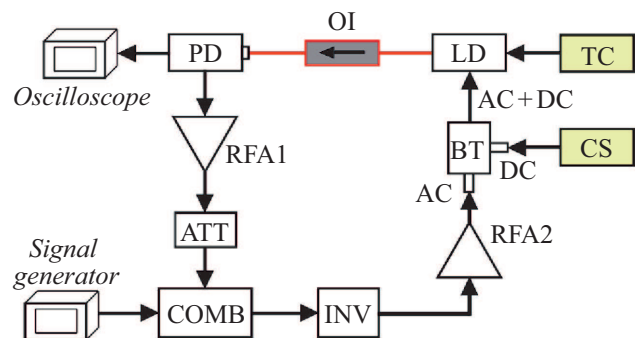 OI
PD
LD
TC
Oscilloscope
AC + DC
RFA1
BT
DC
CS
AC
ATT
RFA2
Signal
generator
COMB
INV